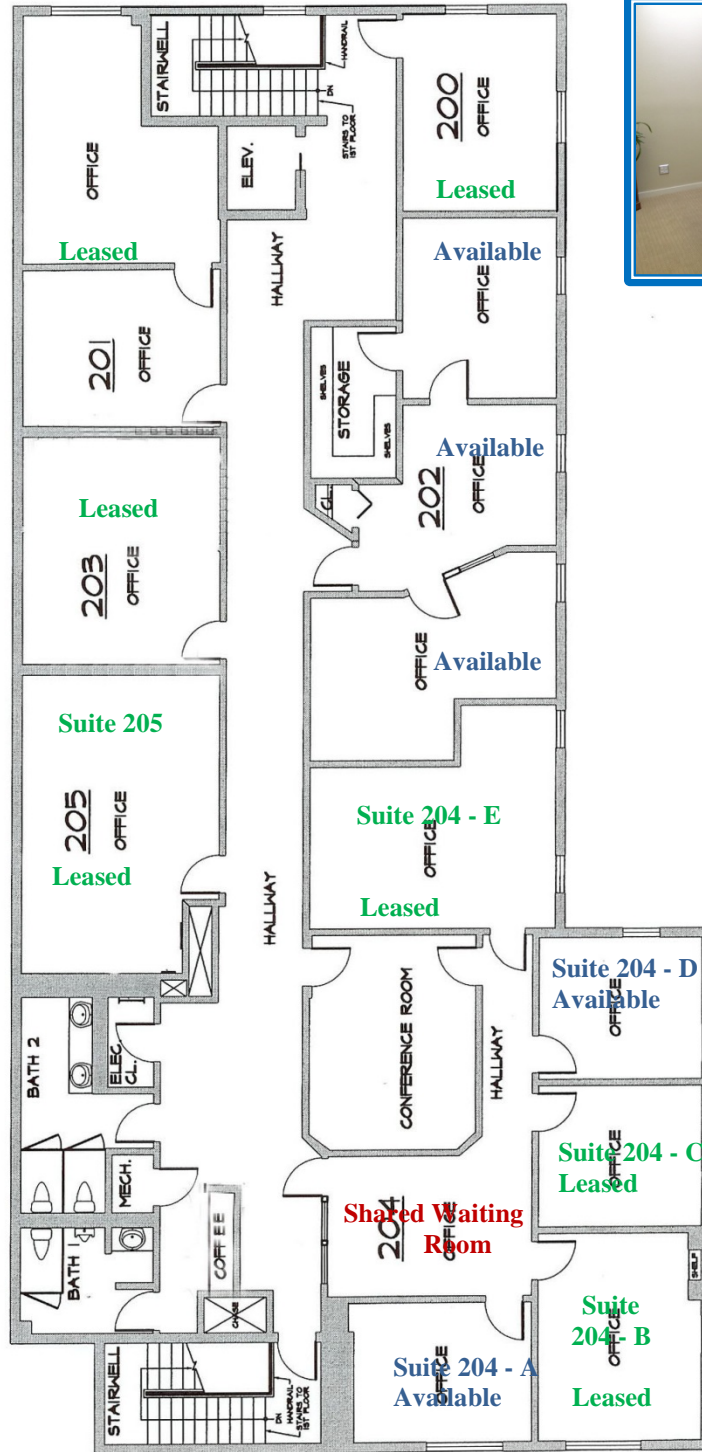 STAIRWELL
HANDRAIL
DN
STAIRS TO
1ST FLOOR
ELEV.
OFFICE
Leased
200
OFFICE
Leased
HALLWAY
Available
OFFICE
201
OFFICE
SHELVES
STORAGE
SHELVES
CL.
Available
202
OFFICE
Leased
203
OFFICE
Available
OFFICE
Suite 205
205
OFFICE
Leased
Suite 204 - E
OFFICE
Leased
HALLWAY
CONFERENCE ROOM
HALLWAY
Suite 204 - D
Available
OFFICE
BATH 2
ELEC.
CL.
MECH.
Suite 204 - C
Leased
OFFICE
Shared Waiting
Room
204
OFFICE
COFFEE
BATH 1
CHASE
SHELF
Suite
204 - B
OFFICE
Leased
Suite 204 - A
Available
OFFICE
STAIRWELL
DN
HANDRAIL
STAIRS TO
1ST FLOOR